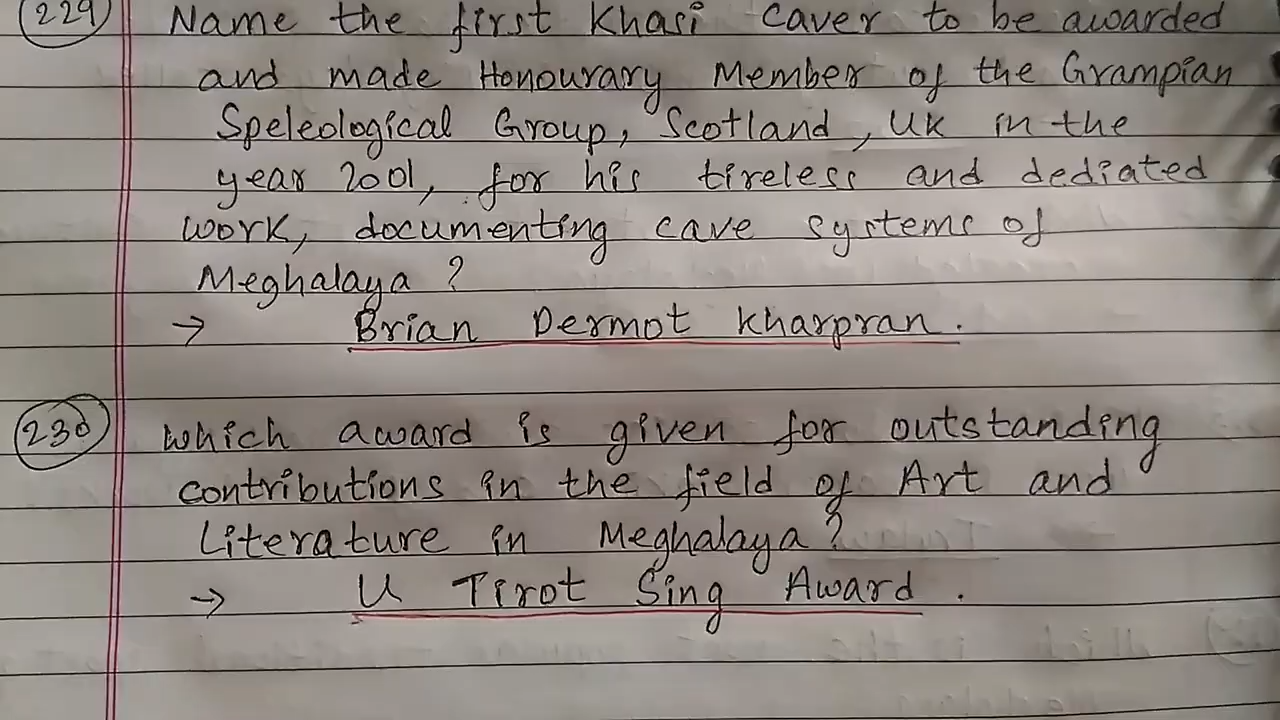 229 Name the first Khasi caver to be awarded
and made Honourary Member of the Grampian
Speleological Group, Scotland, UK in the
year 2001, for his tireless and dediated
work, documenting cave systems of
Meghalaya ?
→ Brian Dermot Kharpran.
230 which award is given for outstanding
contributions in the field of Art and
Literature in Meghalaya?
→ U Tirot Sing Award .